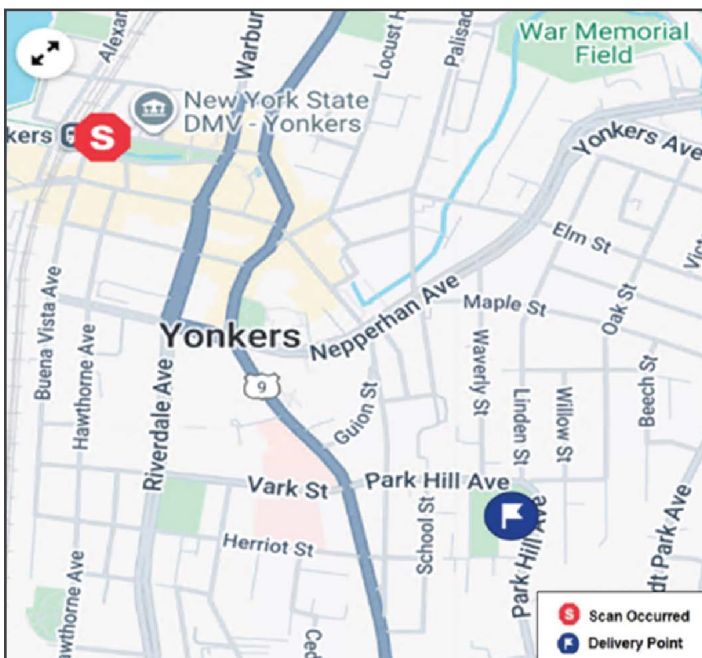 Alexan
Warbur
Locust H
Palisad
War Memorial
Field
New York State
DMV - Yonkers
kers
S
Yonkers Ave
Elm St
Vict
Buena Vista Ave
Hawthorne Ave
Riverdale Ave
Yonkers
Nepperhan Ave
Maple St
Oak St
Waverly St
Linden St
Willow St
Beech St
9
Guion St
Vark St
Park Hill Ave
School St
Herriot St
Park Hill Ave
dt Park Ave
awthorne Ave
Ced
S Scan Occurred
Delivery Point